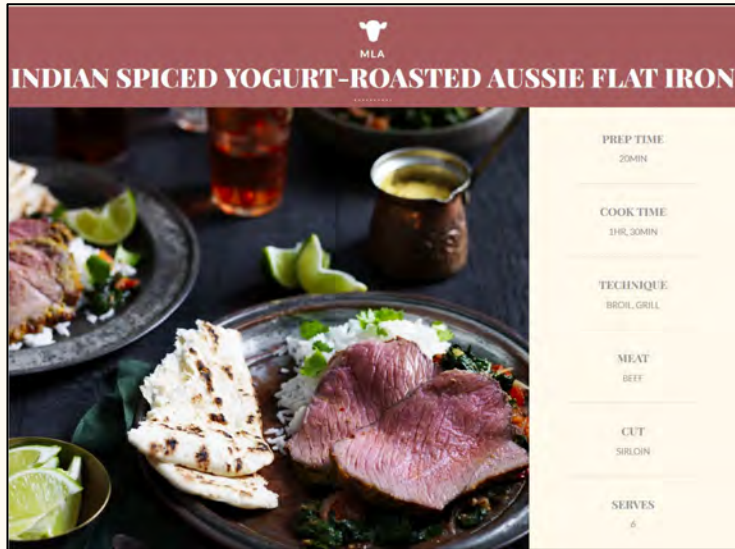 MLA
INDIAN SPICED YOGURT-ROASTED AUSSIE FLAT IRON
PREP TIME
20MIN
COOK TIME
1HR, 30MIN
TECHNIQUE
BROIL, GRILL
MEAT
BEEF
CUT
SIRLOIN
SERVES
6